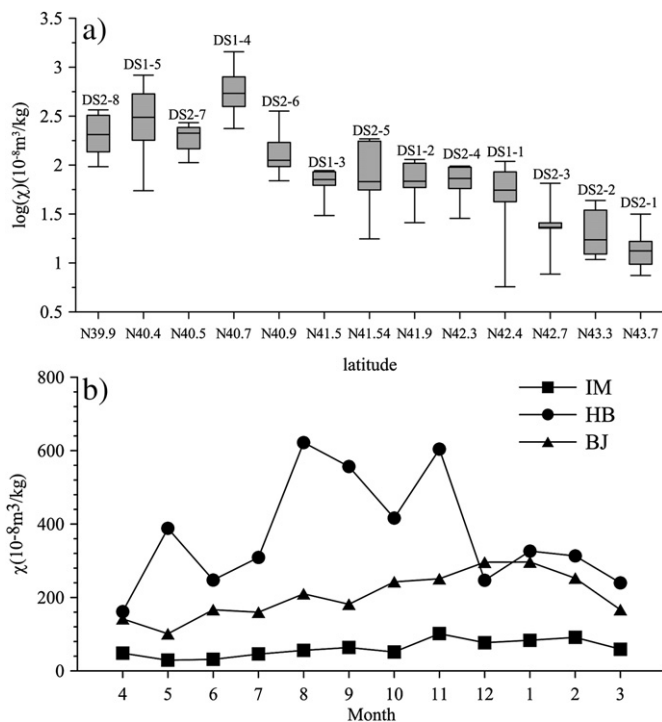 a)
3.5
3
2.5
2
1.5
1
0.5
log(χ)(10⁻⁸m³/kg)
DS2-8
DS1-5
DS2-7
DS1-4
DS2-6
DS1-3
DS2-5
DS1-2
DS2-4
DS1-1
DS2-3
DS2-2
DS2-1
N39.9 N40.4 N40.5 N40.7 N40.9 N41.5 N41.54 N41.9 N42.3 N42.4 N42.7 N43.3 N43.7
latitude
b)
800
600
400
200
0
χ(10-8m3/kg)
IM
HB
BJ
4 5 6 7 8 9 10 11 12 1 2 3
Month